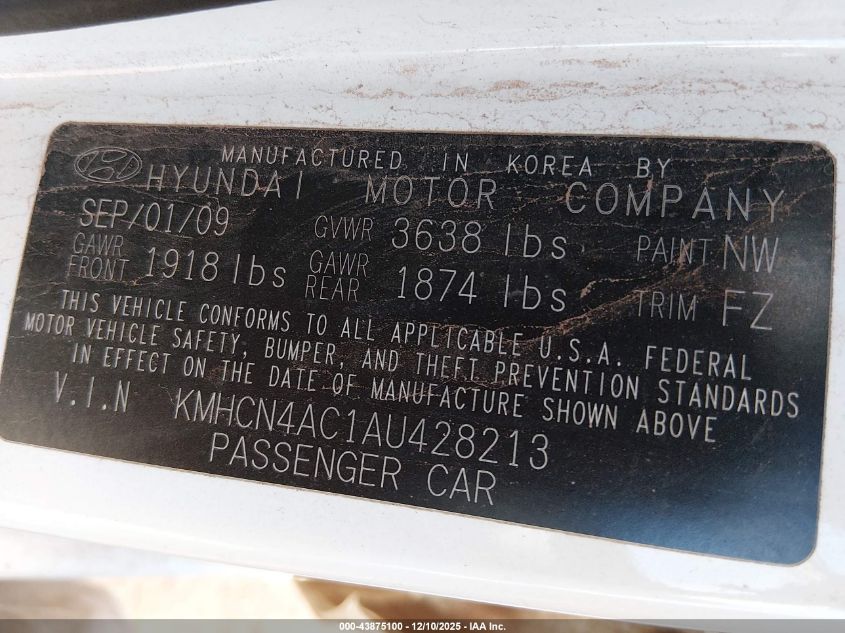 MANUFACTURED IN KOREA BY
HYUNDAI MOTOR COMPANY
SEP/01/09 GVWR 3638 lbs PAINT NW
GAWR FRONT 1918 lbs GAWR REAR 1874 lbs TRIM FZ
THIS VEHICLE CONFORMS TO ALL APPLICABLE U.S.A. FEDERAL
MOTOR VEHICLE SAFETY, BUMPER, AND THEFT PREVENTION STANDARDS
IN EFFECT ON THE DATE OF MANUFACTURE SHOWN ABOVE
V.I.N KMHCN4AC1AU428213
PASSENGER CAR
000-43875100 - 12/10/2025 - IAA Inc.